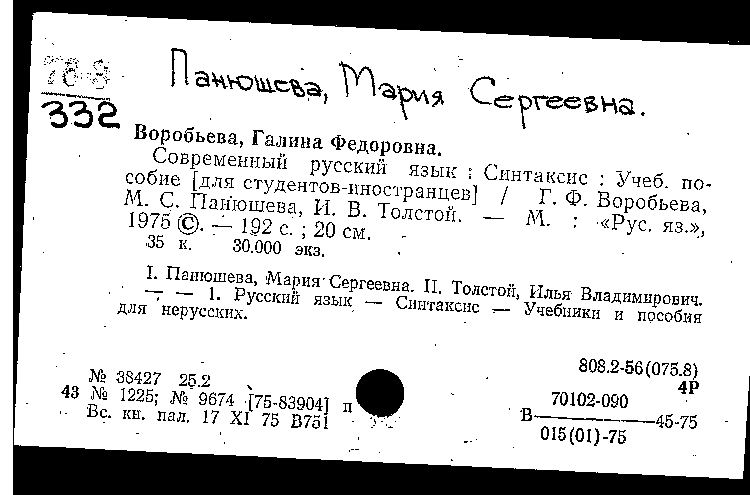 Панюшева, Мария Сергеевна.
332
Воробьева, Галина Федоровна.
Современный русский язык : Синтаксис : Учеб. по-
собие [для студентов-иностранцев] / Г. Ф. Воробьева,
М. С. Панюшева, И. В. Толстой. — М. : «Рус. яз.»,
1975 ©. — 192 с. ; 20 см.
35 к. 30.000 экз.
I. Панюшева, Мария Сергеевна. II. Толстой, Илья Владимирович.
— — 1. Русский язык — Синтаксис — Учебники и пособия
для нерусских.
808.2-56(075.8)
4Р
№ 38427 25.2
43 № 1225; № 9674 [75-83904] п
Вс. кн. пал. 17 XI 75 В751
70102-090
В 45-75
015(01)-75